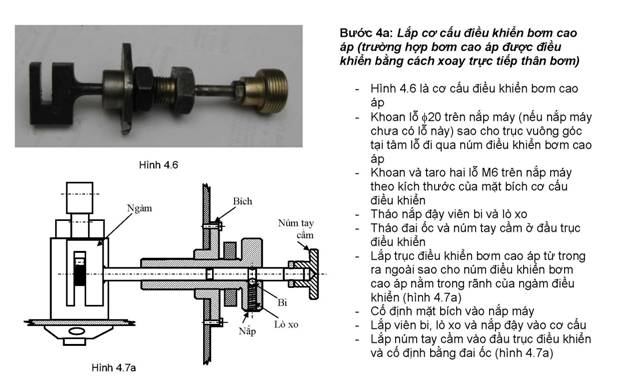 Bước 4a: Lắp cơ cấu điều khiển bơm cao
áp (trường hợp bơm cao áp được điều
khiển bằng cách xoay trực tiếp thân bơm)
- Hình 4.6 là cơ cấu điều khiển bơm cao
áp
- Khoan lỗ ϕ20 trên nắp máy (nếu nắp máy
chưa có lỗ này) sao cho trục vuông góc
tại tâm lỗ đi qua núm điều khiển bơm cao
áp
- Khoan và taro hai lỗ M6 trên nắp máy
theo kích thước của mặt bích cơ cấu
điều khiển
- Tháo nắp đậy viên bi và lò xo
- Tháo đai ốc và núm tay cầm ở đầu trục
điều khiển
- Lắp trục điều khiển bơm cao áp từ trong
ra ngoài sao cho núm điều khiển bơm
cao áp nằm trong rãnh của ngàm điều
khiển (hình 4.7a)
- Cố định mặt bích vào nắp máy
- Lắp viên bi, lò xo và nắp đậy vào cơ cấu
- Lắp núm tay cầm vào đầu trục điều khiển
và cố định bằng đai ốc (hình 4.7a)
Hình 4.6
Ngàm
Bích
Núm tay
cầm
Bi
Lò xo
Nắp
Hình 4.7a